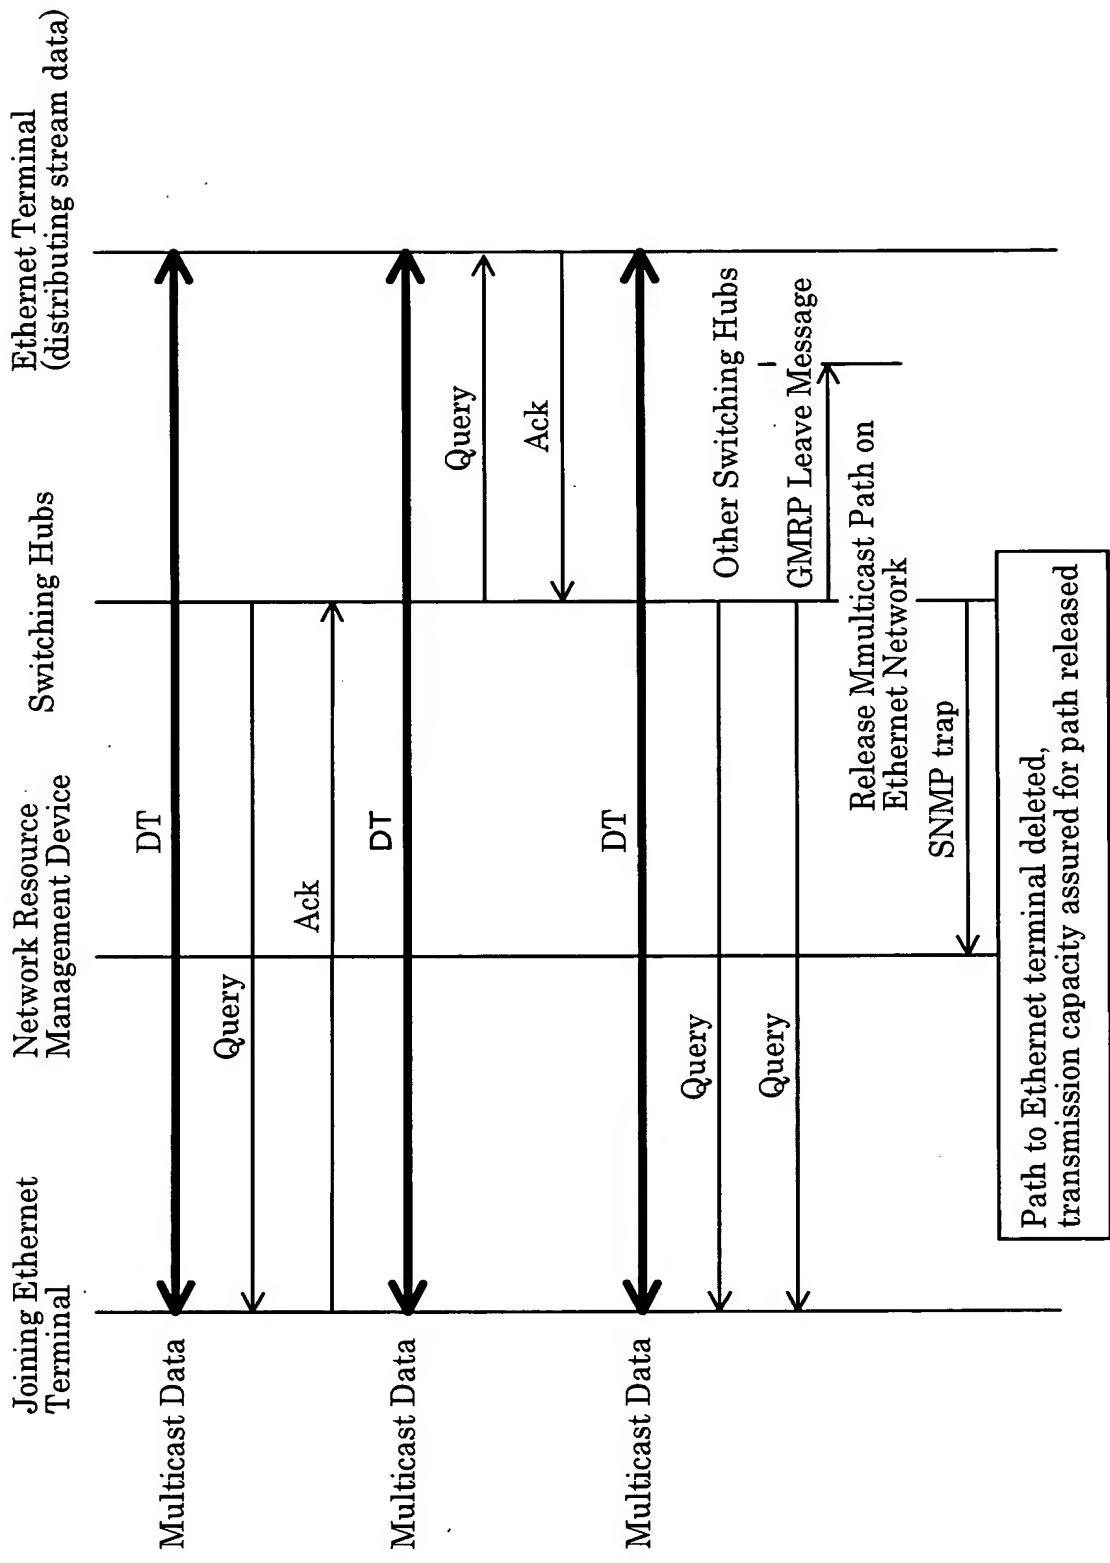 Joining Ethernet
Terminal
Network Resource
Management Device
Switching Hubs
Ethernet Terminal
(distributing stream data)
Multicast Data
DT
Query
Ack
Multicast Data
DT
Query
Ack
Multicast Data
DT
Query
Other Switching Hubs
Query
GMRP Leave Message
Release Mmulticast Path on
Ethernet Network
SNMP trap
Path to Ethernet terminal deleted,
transmission capacity assured for path released